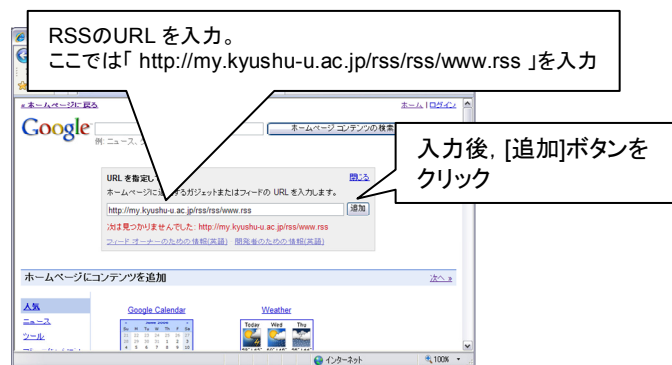 RSSのURL を入力。
ここでは「 http://my.kyushu-u.ac.jp/rss/rss/www.rss 」を入力
«ホームページに戻る
ホーム | ログイン
Google
ホームページ コンテンツの検索
例: ニュース、
入力後, [追加]ボタンを
クリック
URL を指定し
閉じる
ホームページに追
するガジェットまたはフィードの URL を入力します。
http://my.kyushu-u.ac.jp/rss/rss/www.rss
追加
次は見つかりませんでした: http://my.kyushu-u.ac.jp/rss/rss/www.rss
フィード オーナーのための情報(英語) 開発者のための情報(英語)
ホームページにコンテンツを追加
次へ »
人気
Google Calendar
Weather
ニュース
Today Wed Thu
ツール
インターネット
100%